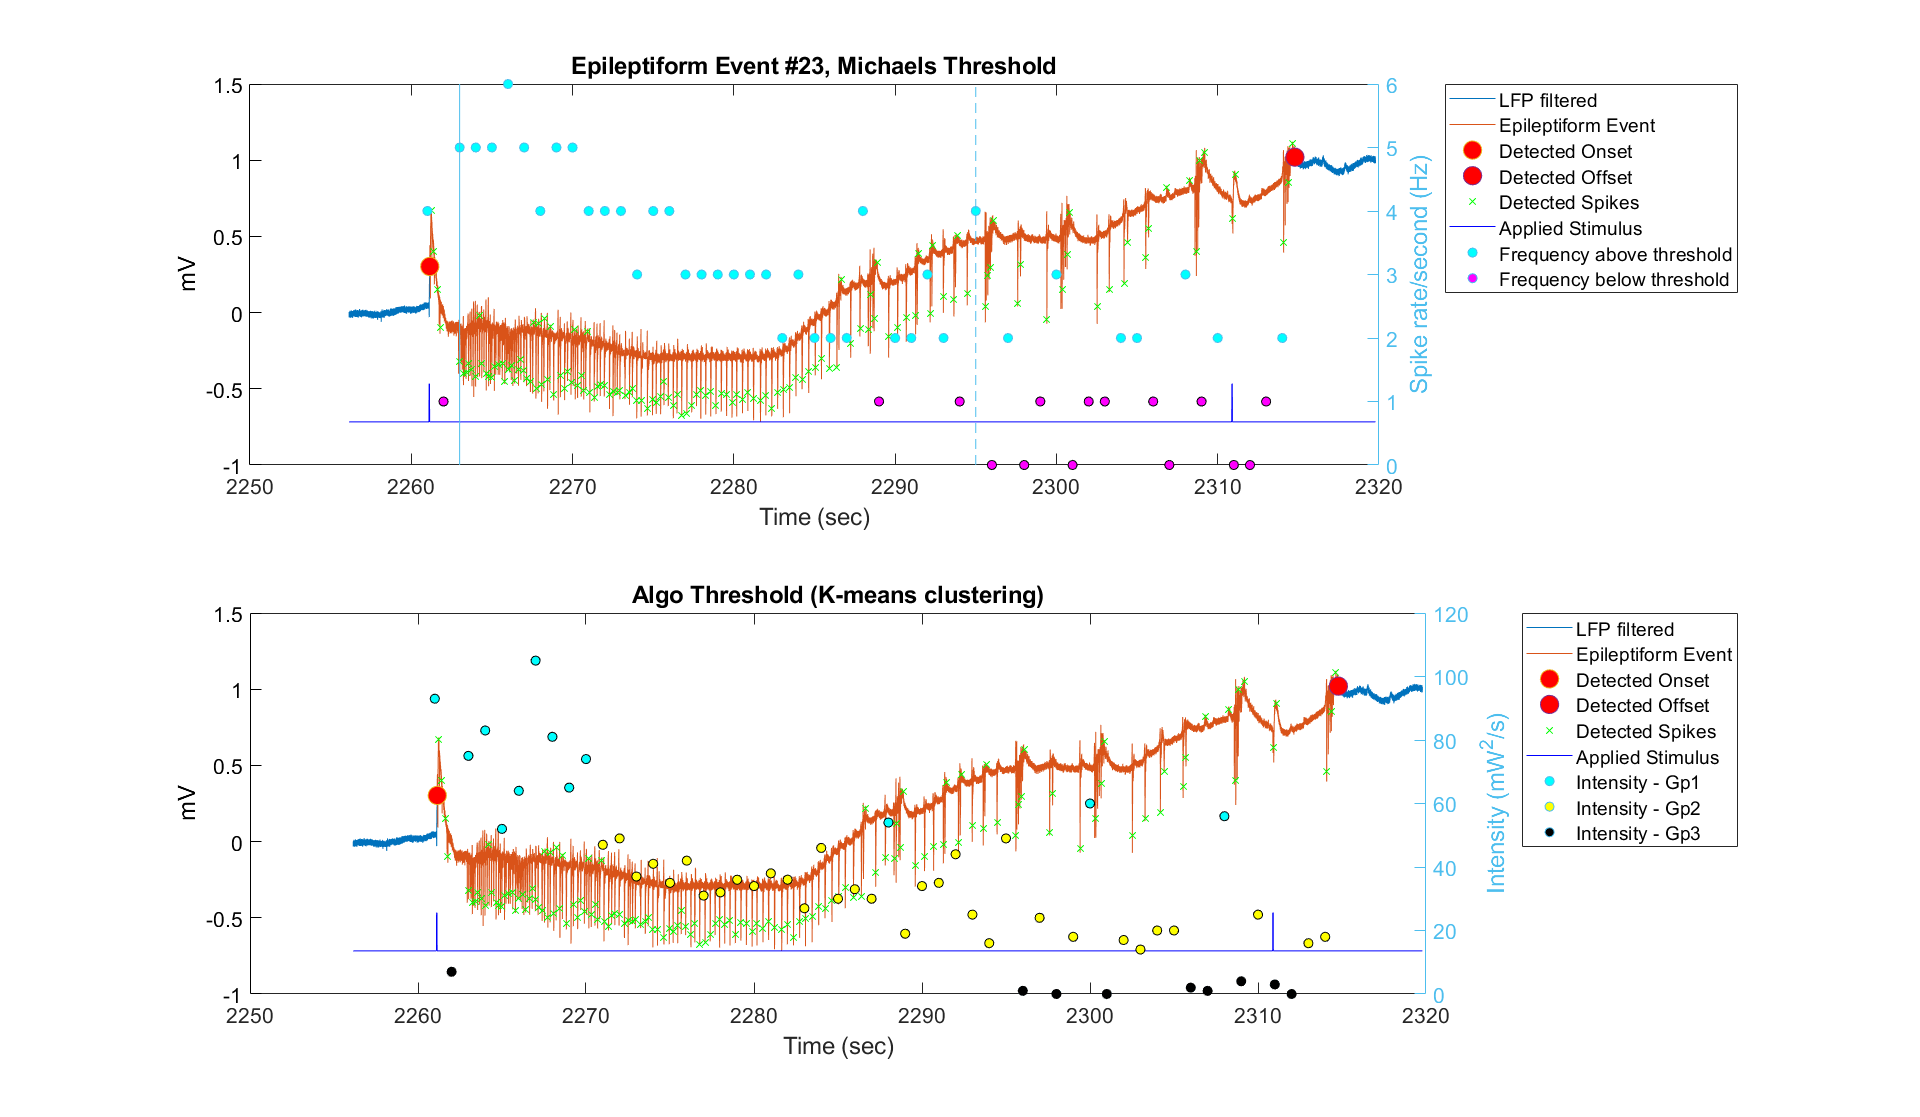 Epileptiform Event #23, Michaels Threshold
1.5
1
0.5
0
-0.5
-1
mV
2250
2260
2270
2280
2290
2300
2310
2320
Time (sec)
6
5
4
3
2
1
0
Spike rate/second (Hz)
LFP filtered
Epileptiform Event
Detected Onset
Detected Offset
Detected Spikes
Applied Stimulus
Frequency above threshold
Frequency below threshold
Algo Threshold (K-means clustering)
1.5
1
0.5
0
-0.5
-1
mV
2250
2260
2270
2280
2290
2300
2310
2320
Time (sec)
120
100
80
60
40
20
0
Intensity (mW²/s)
LFP filtered
Epileptiform Event
Detected Onset
Detected Offset
Detected Spikes
Applied Stimulus
Intensity - Gp1
Intensity - Gp2
Intensity - Gp3